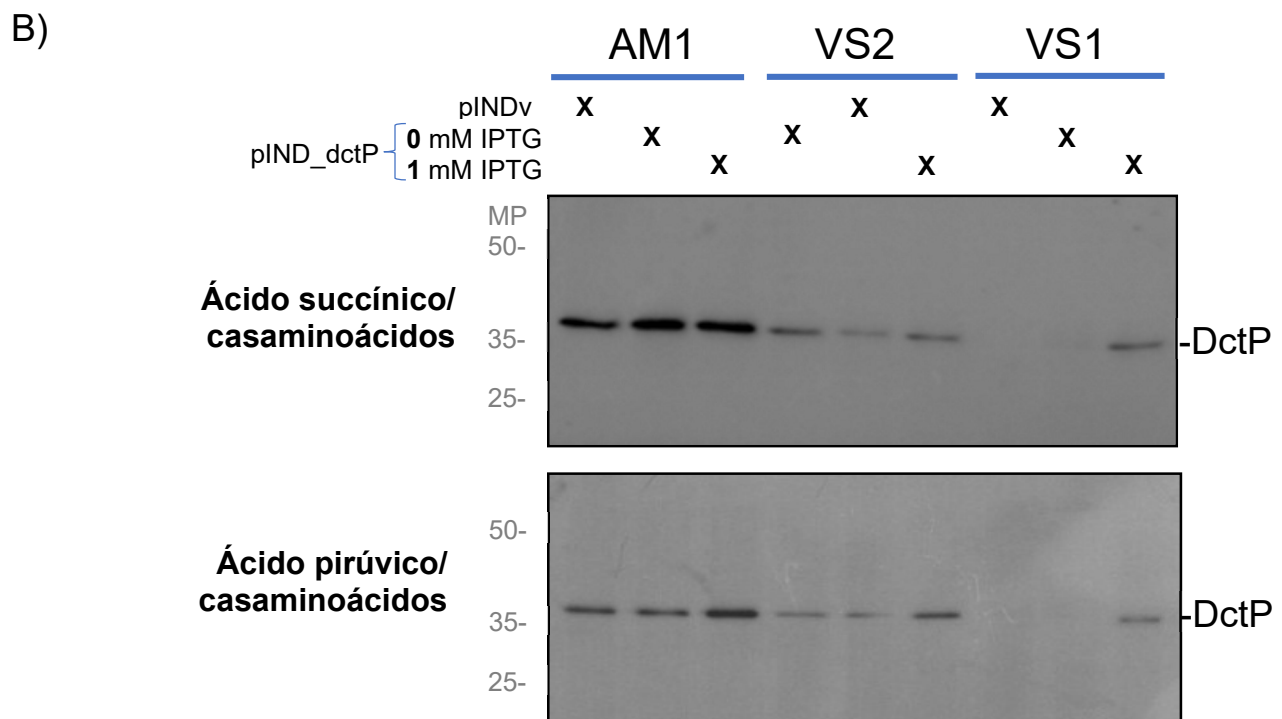 B)
AM1 VS2 VS1
pINDv X X X
pIND_dctP 0 mM IPTG X X X
1 mM IPTG X X X
MP
50-
Ácido succínico/
casaminoácidos
35- -DctP
25-
50-
Ácido pirúvico/
casaminoácidos
35- -DctP
25-